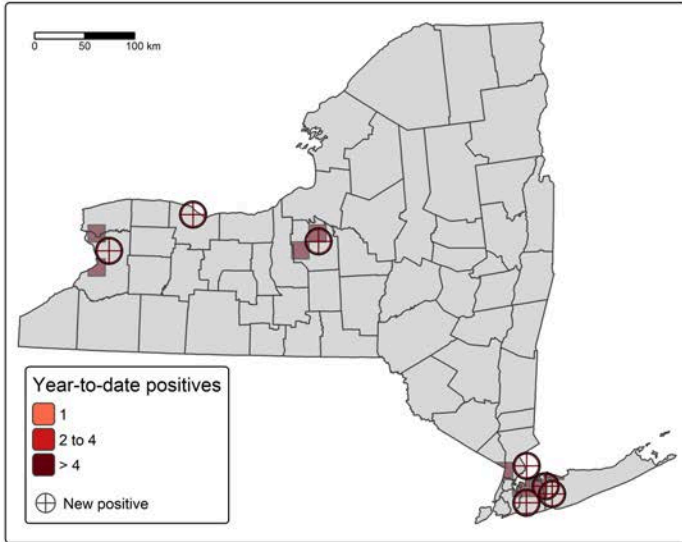 0 50 100 km
Year-to-date positives
1
2 to 4
> 4
New positive